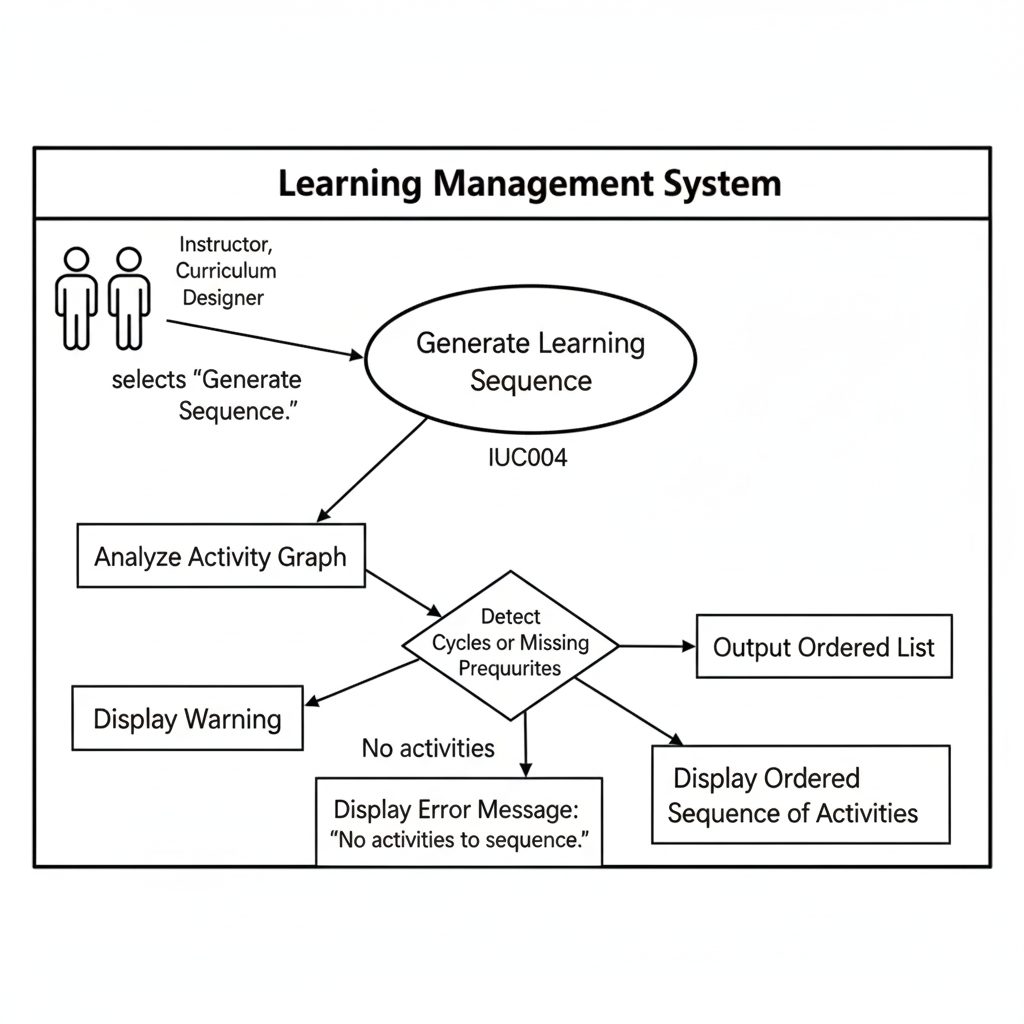 Learning Management System
Instructor,
Curriculum
Designer
selects “Generate
Sequence.”
Generate Learning
Sequence
IUC004
Analyze Activity Graph
Detect
Cycles or Missing
Prequurites
Output Ordered List
Display Warning
No activities
Display Ordered
Sequence of Activities
Display Error Message:
“No activities to sequence.”